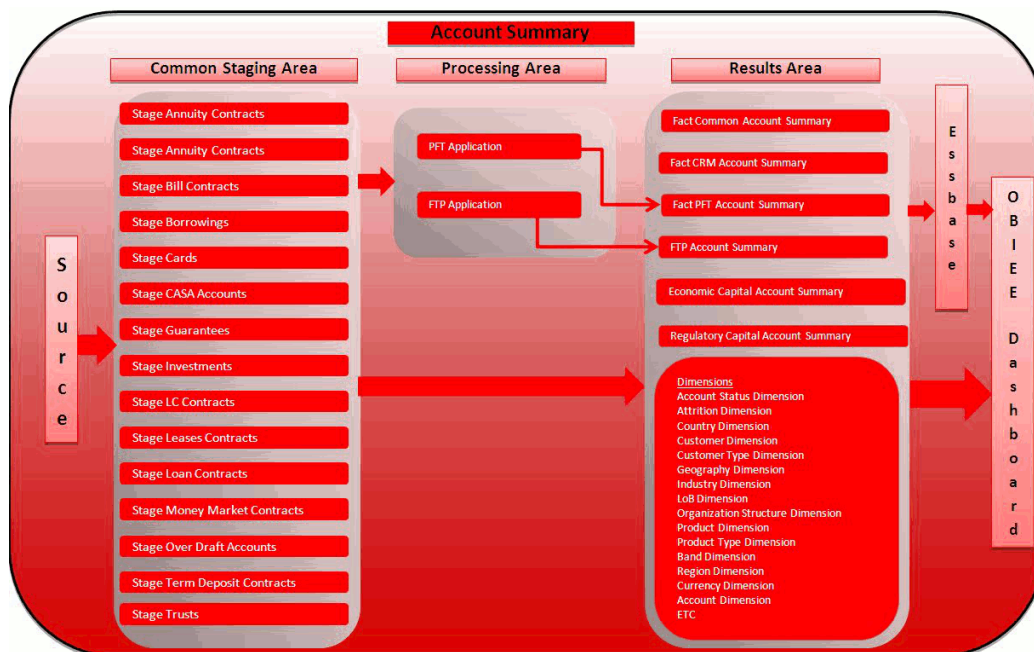 Account Summary
Common Staging Area
Processing Area
Results Area
Source
Stage Annuity Contracts
Stage Annuity Contracts
Stage Bill Contracts
Stage Borrowings
Stage Cards
Stage CASA Accounts
Stage Guarantees
Stage Investments
Stage LC Contracts
Stage Leases Contracts
Stage Loan Contracts
Stage Money Market Contracts
Stage Over Draft Accounts
Stage Term Deposit Contracts
Stage Trusts
PFT Application
FTP Application
Fact Common Account Summary
Fact CRM Account Summary
Fact PFT Account Summary
FTP Account Summary
Economic Capital Account Summary
Regulatory Capital Account Summary
Dimensions
Account Status Dimension
Attrition Dimension
Country Dimension
Customer Dimension
Customer Type Dimension
Geography Dimension
Industry Dimension
LoB Dimension
Organization Structure Dimension
Product Dimension
Product Type Dimension
Band Dimension
Region Dimension
Currency Dimension
Account Dimension
ETC
Essbase
OBIEE Dashboard